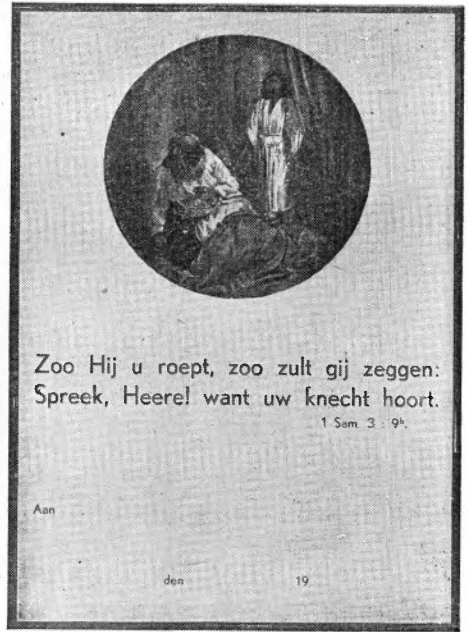 Zoo Hij u roept, zoo zult gij zeggen:
Spreek, Heere! want uw knecht hoort.
1 Sam. 3 : 9b.
Aan
den 19